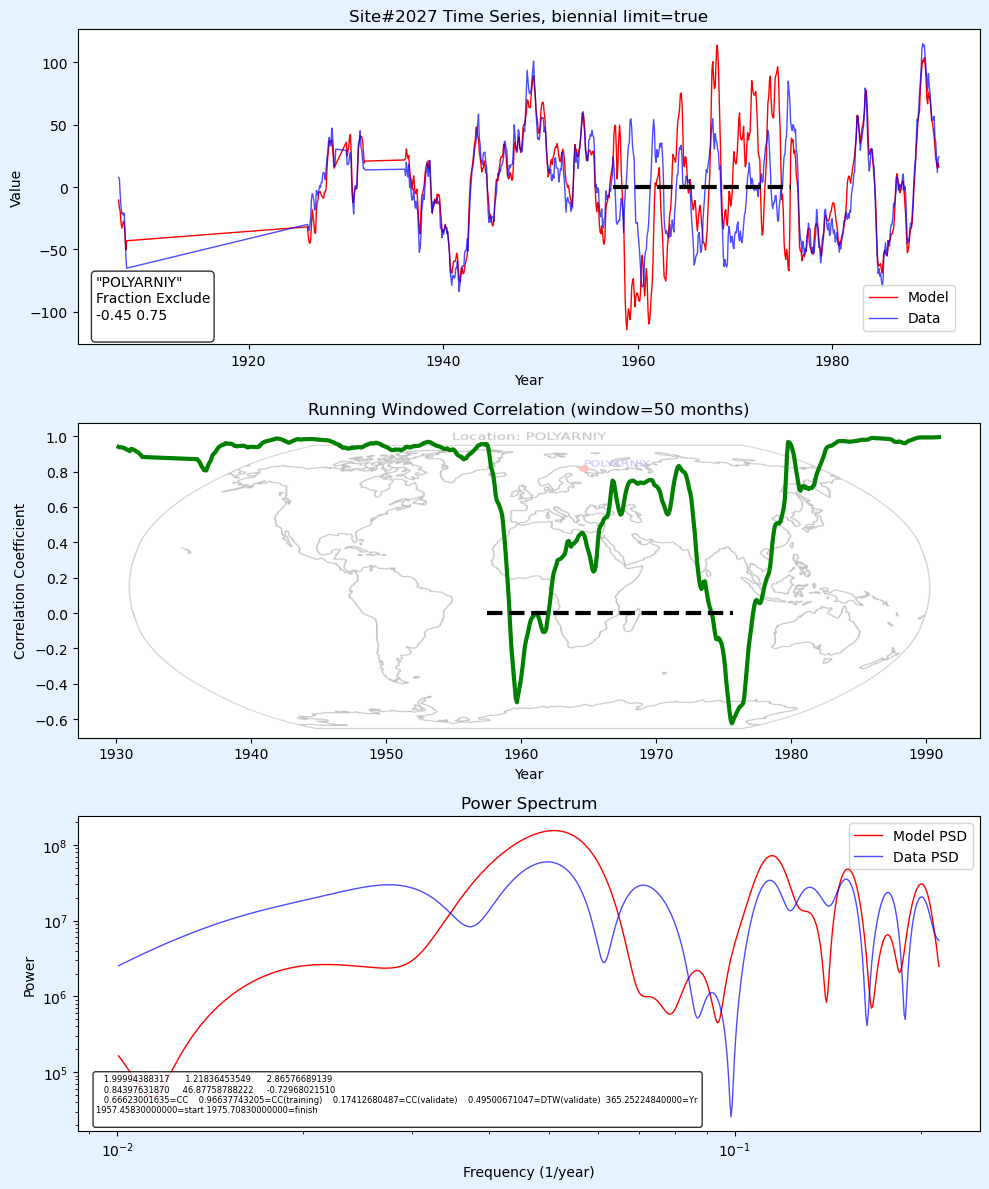 Site#2027 Time Series, biennial limit=true
100
50
0
−50
−100
Value
"POLYARNIY"
Fraction Exclude
-0.45 0.75
Model
Data
1920
1940
1960
1980
Year
Running Windowed Correlation (window=50 months)
Location: POLYARNIY
POLYARNIY
1.0
0.8
0.6
0.4
0.2
0.0
−0.2
−0.4
−0.6
Correlation Coefficient
1930
1940
1950
1960
1970
1980
1990
Year
Power Spectrum
Model PSD
Data PSD
10⁸
10⁷
10⁶
10⁵
Power
1.99994388317 1.21836453549 2.86576689139
0.84397631870 46.87758788222 -0.72968021510
0.66623001635=CC 0.96637743205=CC(training) 0.17412680487=CC(validate) 0.49500671047=DTW(validate) 365.25224840000=Yr
1957.45830000000=start 1975.70830000000=finish
10⁻²
10⁻¹
Frequency (1/year)